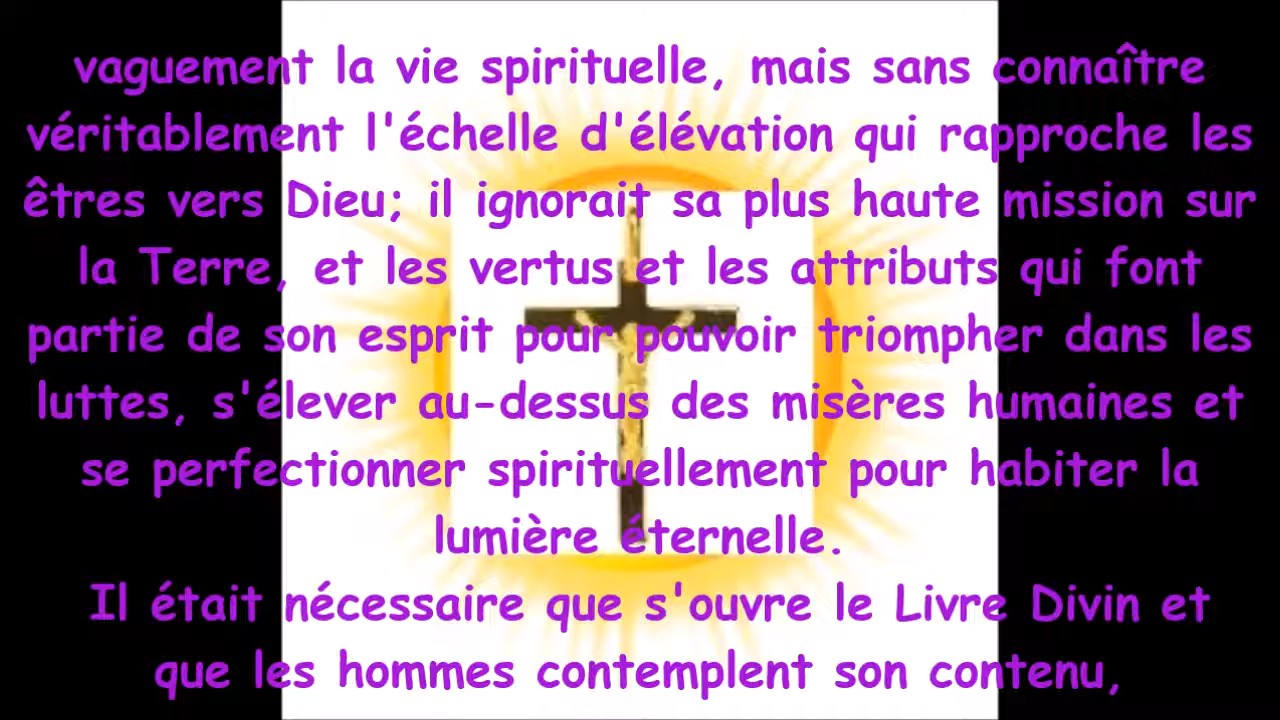 vaguement la vie spirituelle, mais sans connaître
véritablement l'échelle d'élévation qui rapproche les
êtres vers Dieu; il ignorait sa plus haute mission sur
la Terre, et les vertus et les attributs qui font
partie de son esprit pour pouvoir triompher dans les
luttes, s'élever au-dessus des misères humaines et
se perfectionner spirituellement pour habiter la
lumière éternelle.
Il était nécessaire que s'ouvre le Livre Divin et
que les hommes contemplent son contenu,